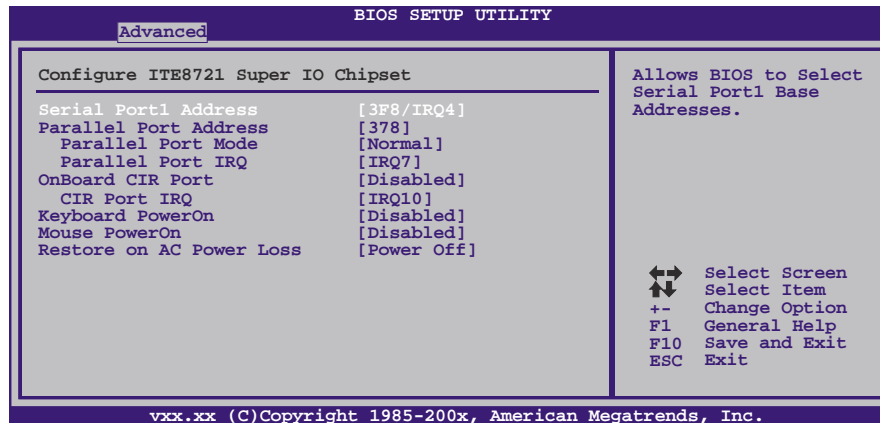 BIOS SETUP UTILITY
Advanced
Configure ITE8721 Super IO Chipset
Serial Port1 Address [3F8/IRQ4]
Parallel Port Address [378]
Parallel Port Mode [Normal]
Parallel Port IRQ [IRQ7]
OnBoard CIR Port [Disabled]
CIR Port IRQ [IRQ10]
Keyboard PowerOn [Disabled]
Mouse PowerOn [Disabled]
Restore on AC Power Loss [Power Off]
Allows BIOS to Select
Serial Port1 Base
Addresses.
Select Screen
Select Item
+- Change Option
F1 General Help
F10 Save and Exit
ESC Exit
vxx.xx (C)Copyright 1985-200x, American Megatrends, Inc.